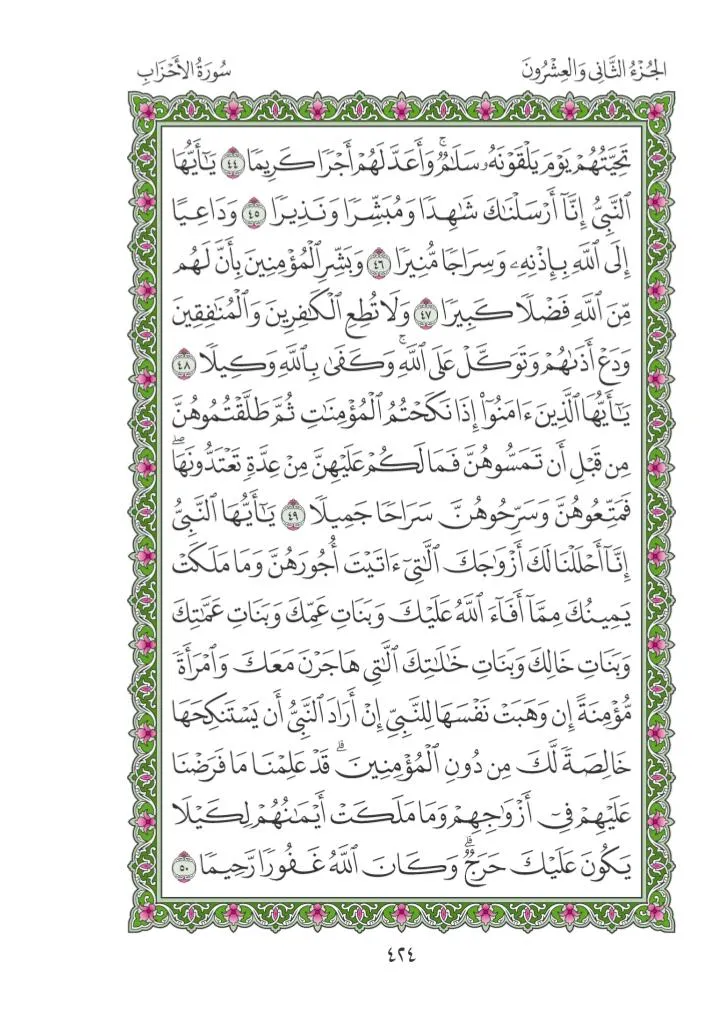 الجُزْءُ الثَّانِي وَالعِشْرُونَ
سُورَةُ الأَحْزَابِ
تَحِيَّتُهُمْ يَوْمَ يَلْقَوْنَهُۥ سَلَٰمٌۚ وَأَعَدَّ لَهُمْ أَجْرًا كَرِيمًا ٤٤ يَٰٓأَيُّهَا
ٱلنَّبِيُّ إِنَّآ أَرْسَلْنَٰكَ شَٰهِدًا وَمُبَشِّرًا وَنَذِيرًا ٤٥ وَدَاعِيًا
إِلَى ٱللَّهِ بِإِذْنِهِۦ وَسِرَاجًا مُّنِيرًا ٤٦ وَبَشِّرِ ٱلْمُؤْمِنِينَ بِأَنَّ لَهُم
مِّنَ ٱللَّهِ فَضْلًا كَبِيرًا ٤٧ وَلَا تُطِعِ ٱلْكَٰفِرِينَ وَٱلْمُنَٰفِقِينَ
وَدَعْ أَذَىٰهُمْ وَتَوَكَّلْ عَلَى ٱللَّهِۚ وَكَفَىٰ بِٱللَّهِ وَكِيلًا ٤٨
يَٰٓأَيُّهَا ٱلَّذِينَ ءَامَنُوٓا۟ إِذَا نَكَحْتُمُ ٱلْمُؤْمِنَٰتِ ثُمَّ طَلَّقْتُمُوهُنَّ
مِن قَبْلِ أَن تَمَسُّوهُنَّ فَمَا لَكُمْ عَلَيْهِنَّ مِنْ عِدَّةٍ تَعْتَدُّونَهَاۖ
فَمَتِّعُوهُنَّ وَسَرِّحُوهُنَّ سَرَاحًا جَمِيلًا ٤٩ يَٰٓأَيُّهَا ٱلنَّبِيُّ
إِنَّآ أَحْلَلْنَا لَكَ أَزْوَٰجَكَ ٱلَّٰتِيٓ ءَاتَيْتَ أُجُورَهُنَّ وَمَا مَلَكَتْ
يَمِينُكَ مِمَّآ أَفَآءَ ٱللَّهُ عَلَيْكَ وَبَنَاتِ عَمِّكَ وَبَنَاتِ عَمَّٰتِكَ
وَبَنَاتِ خَالِكَ وَبَنَاتِ خَٰلَٰتِكَ ٱلَّٰتِي هَاجَرْنَ مَعَكَ وَٱمْرَأَةً
مُّؤْمِنَةً إِن وَهَبَتْ نَفْسَهَا لِلنَّبِيِّ إِنْ أَرَادَ ٱلنَّبِيُّ أَن يَسْتَنكِحَهَا
خَالِصَةً لَّكَ مِن دُونِ ٱلْمُؤْمِنِينَۗ قَدْ عَلِمْنَا مَا فَرَضْنَا
عَلَيْهِمْ فِيٓ أَزْوَٰجِهِمْ وَمَا مَلَكَتْ أَيْمَٰنُهُمْ لِكَيْلَا
يَكُونَ عَلَيْكَ حَرَجٌۗ وَكَانَ ٱللَّهُ غَفُورًا رَّحِيمًا ٥٠
٤٢٤